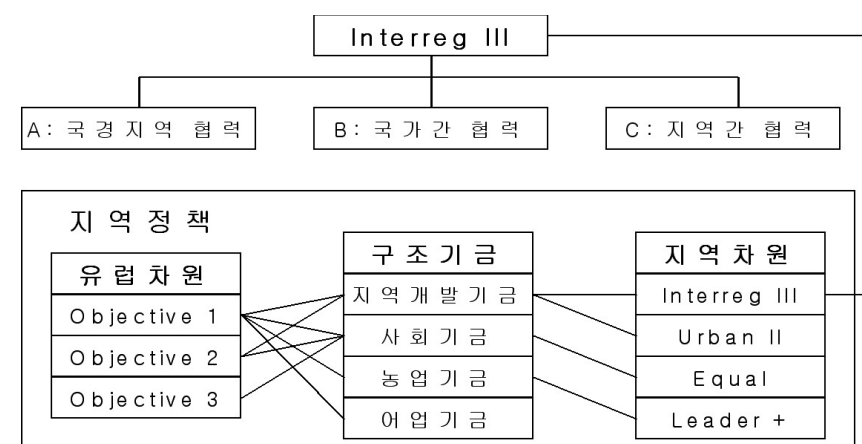 Interreg III
A: 국경지역 협력
B: 국가간 협력
C: 지역간 협력
지역정책
유럽차원
Objective 1
Objective 2
Objective 3
구조기금
지역개발기금
사회기금
농업기금
어업기금
지역차원
Interreg III
Urban II
Equal
Leader +